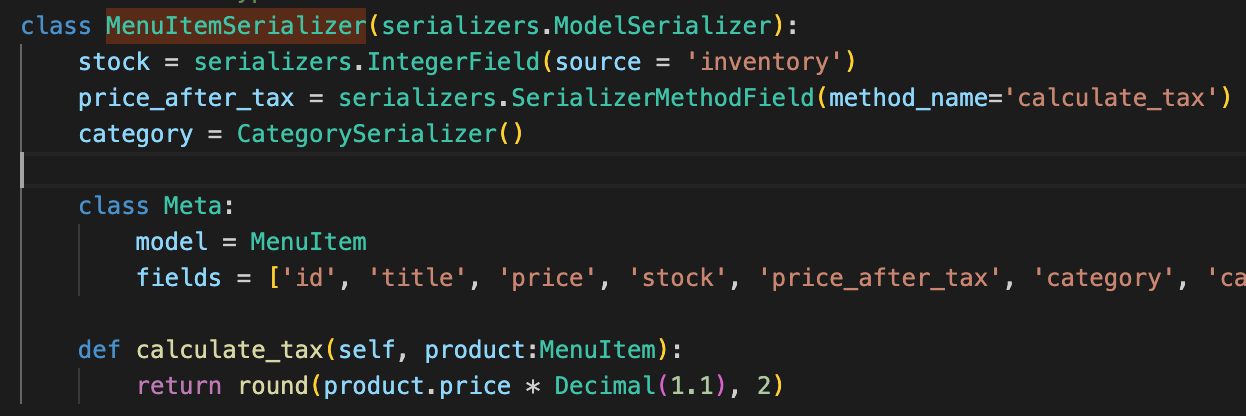 class MenuItemSerializer(serializers.ModelSerializer):
    stock = serializers.IntegerField(source = 'inventory')
    price_after_tax = serializers.SerializerMethodField(method_name='calculate_tax')
    category = CategorySerializer()
    class Meta:
        model = MenuItem
        fields = ['id', 'title', 'price', 'stock', 'price_after_tax', 'category', 'ca
    def calculate_tax(self, product:MenuItem):
        return round(product.price * Decimal(1.1), 2)